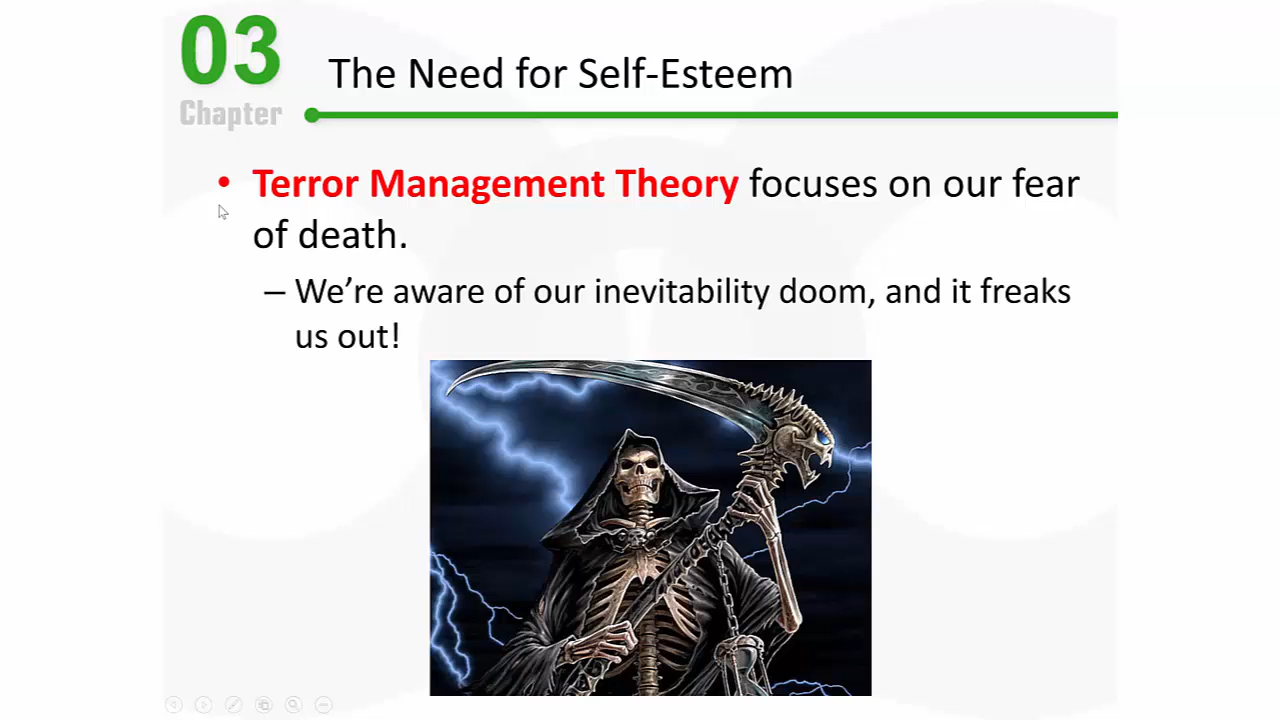 03
Chapter
The Need for Self-Esteem
• Terror Management Theory focuses on our fear
of death.
– We’re aware of our inevitability doom, and it freaks
us out!